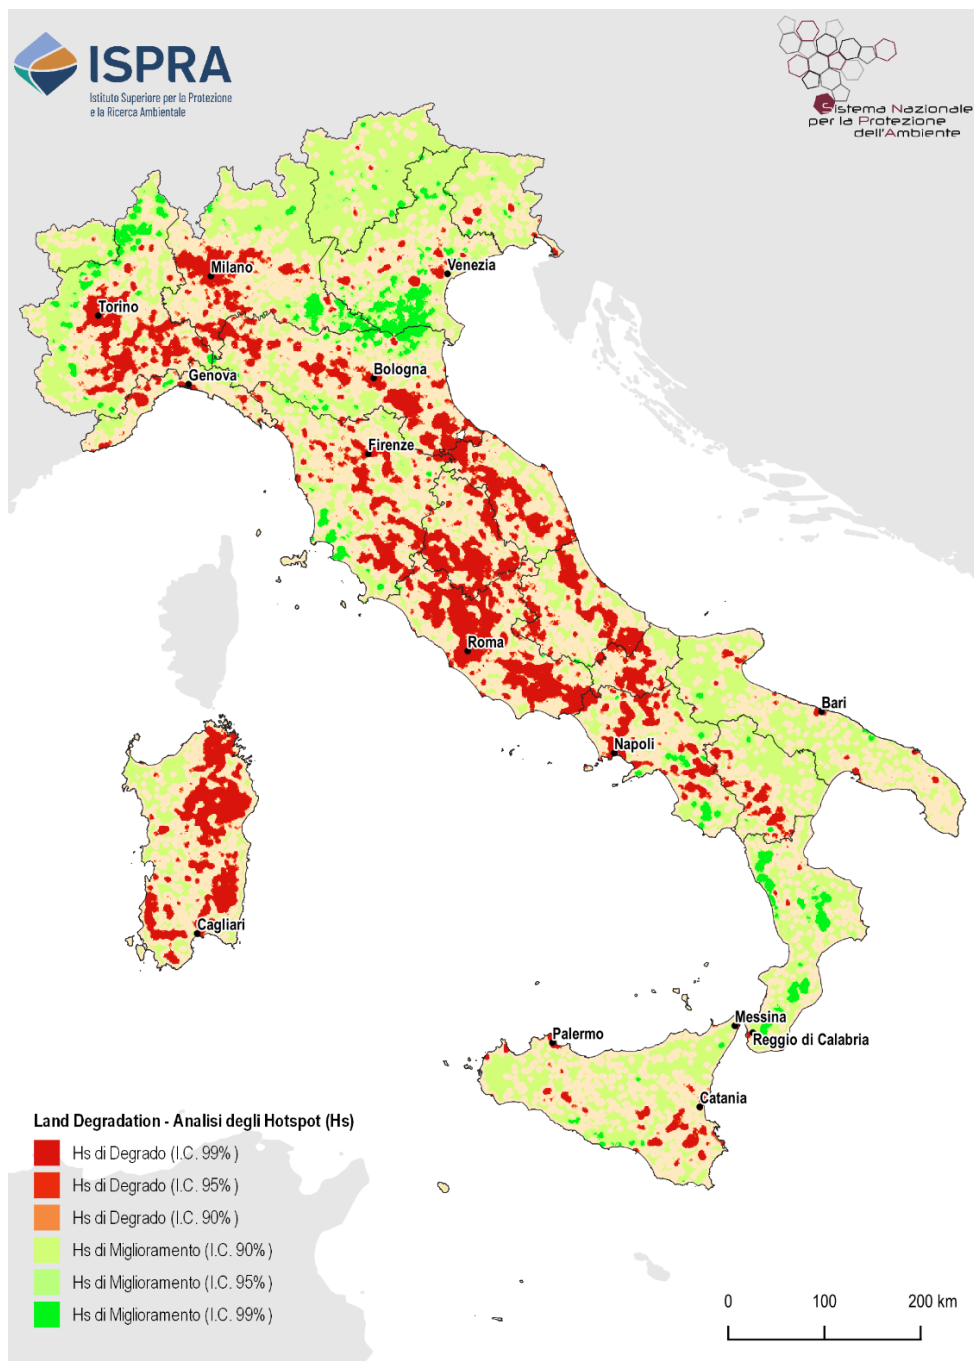 ISPRA
Istituto Superiore per la Protezione
e la Ricerca Ambientale
Sistema Nazionale
per la Protezione
dell'Ambiente
Milano
Venezia
Torino
Genova
Bologna
Firenze
Roma
Bari
Napoli
Cagliari
Messina
Palermo
Reggio di Calabria
Catania
Land Degradation - Analisi degli Hotspot (Hs)
Hs di Degrado (I.C. 99%)
Hs di Degrado (I.C. 95%)
Hs di Degrado (I.C. 90%)
Hs di Miglioramento (I.C. 90%)
Hs di Miglioramento (I.C. 95%)
Hs di Miglioramento (I.C. 99%)
0 100 200 km